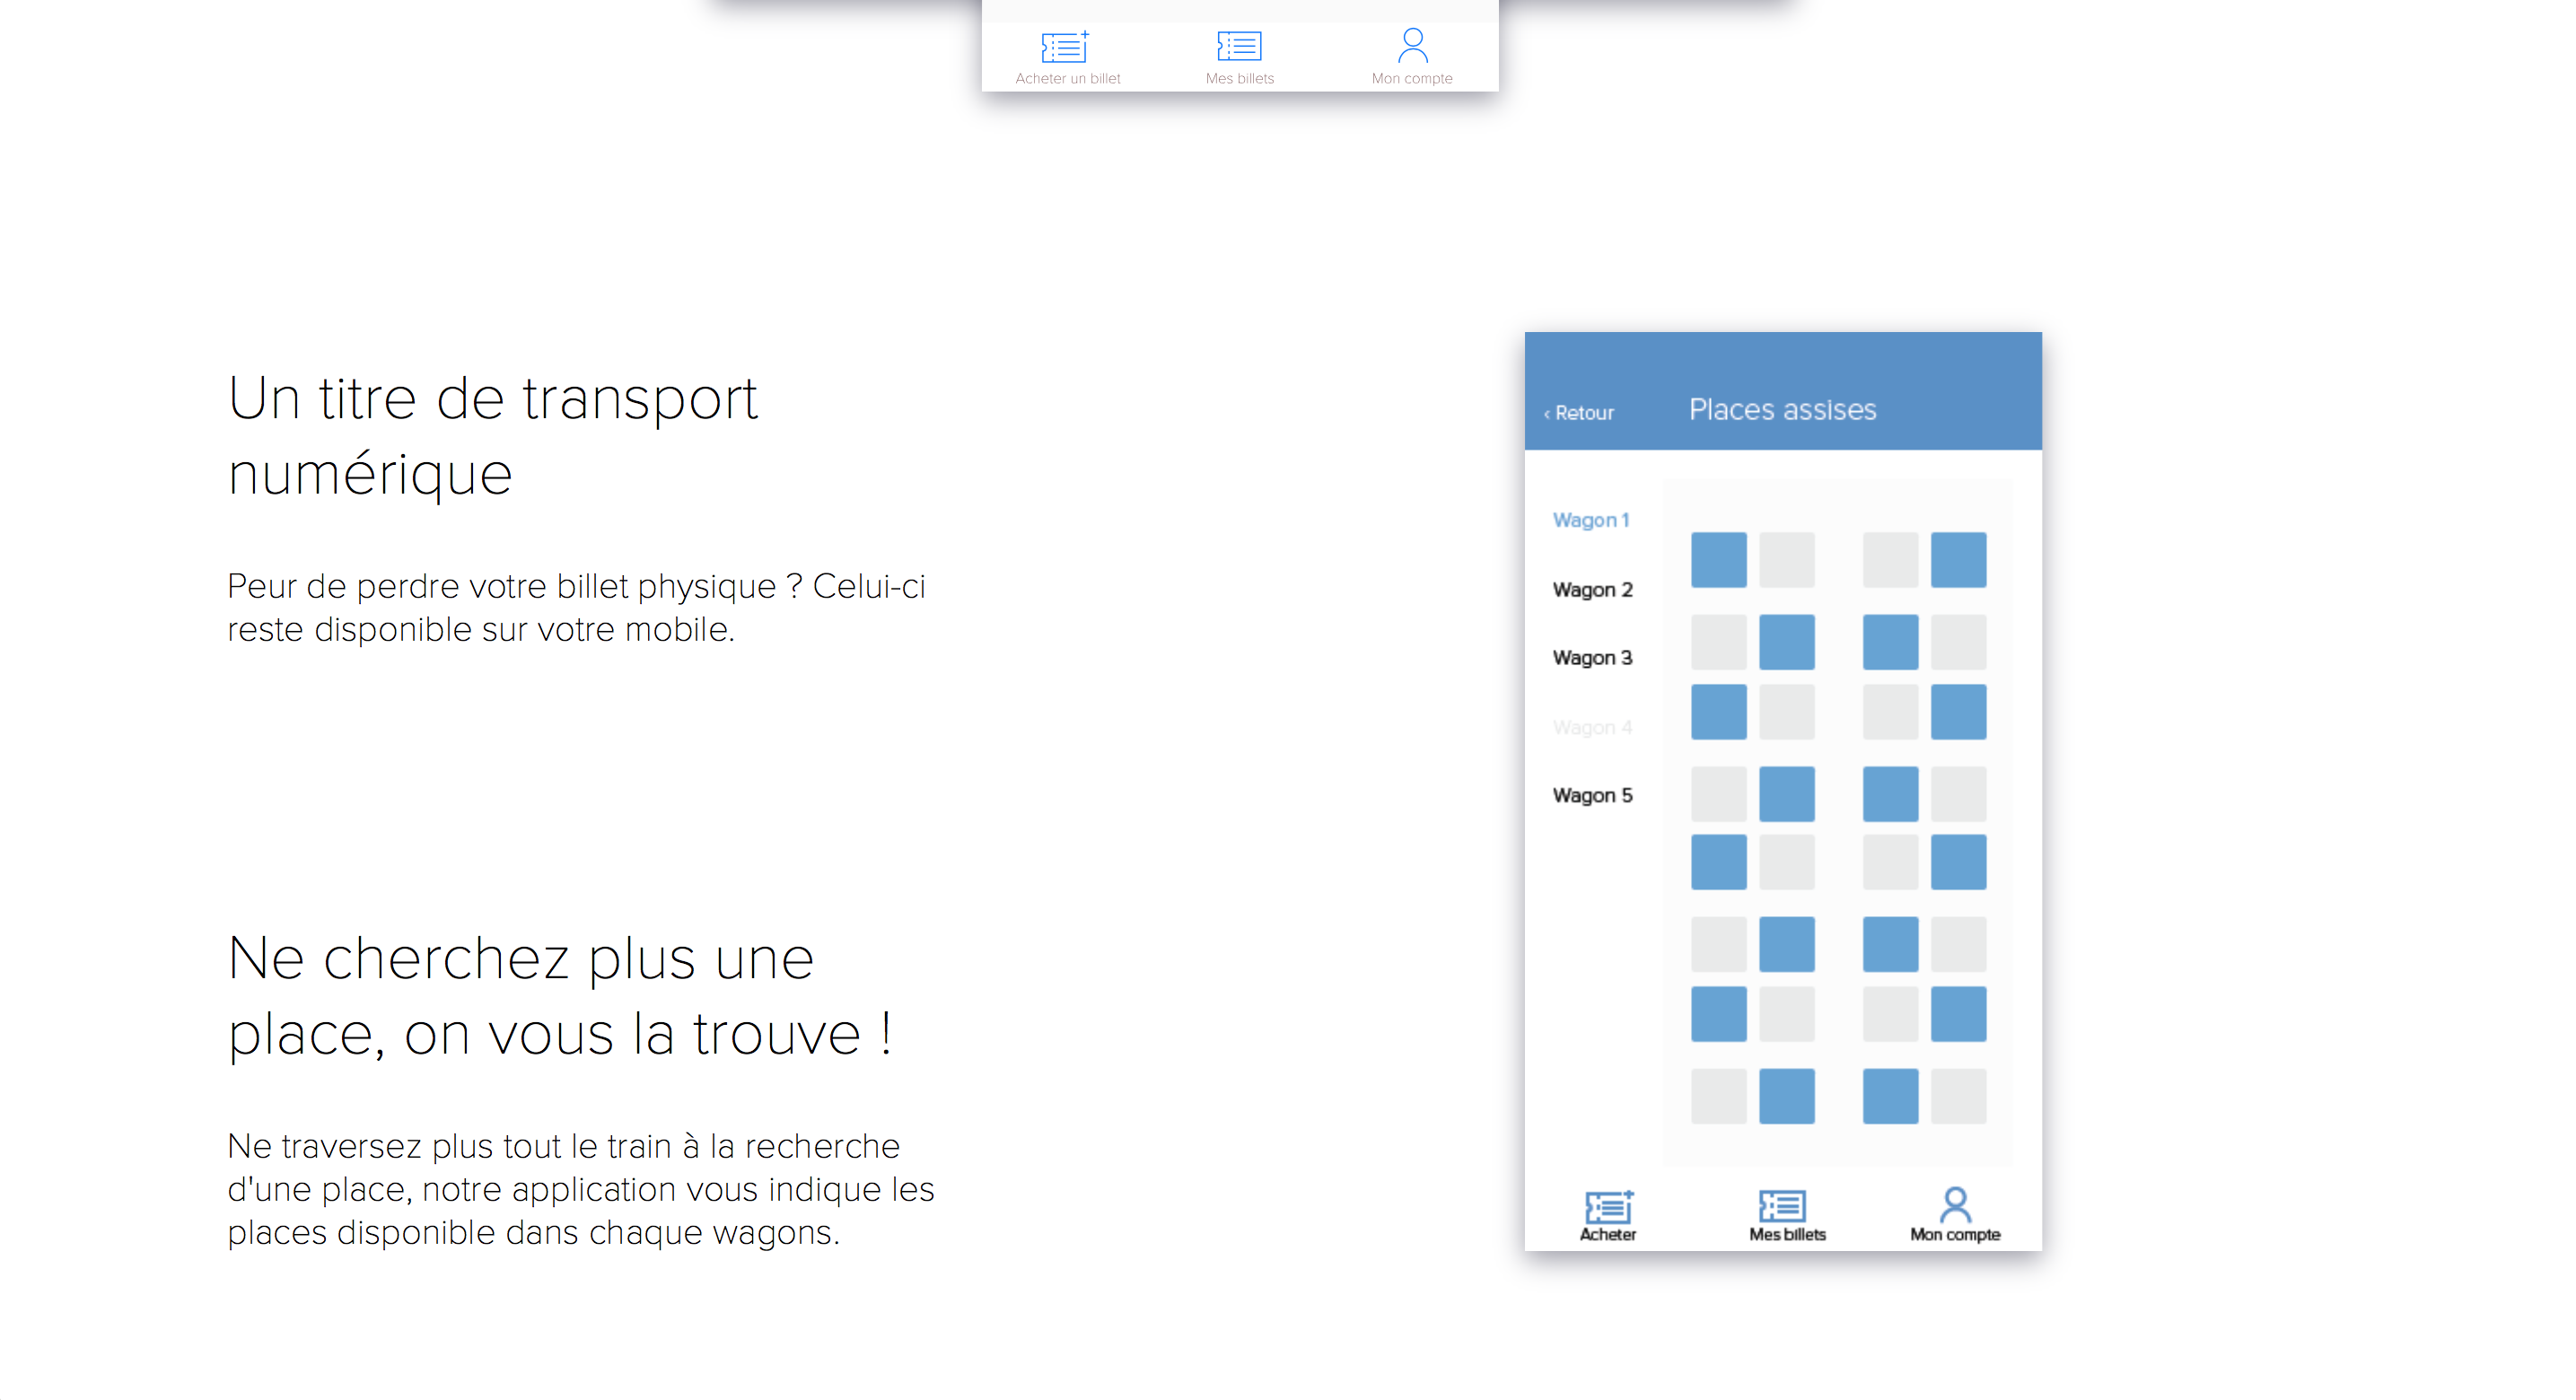 Acheter un billet
Mes billets
Mon compte
Un titre de transport
numérique
Peur de perdre votre billet physique ? Celui-ci
reste disponible sur votre mobile.
Ne cherchez plus une
place, on vous la trouve !
Ne traversez plus tout le train à la recherche
d'une place, notre application vous indique les
places disponible dans chaque wagons.
‹ Retour
Places assises
Wagon 1
Wagon 2
Wagon 3
Wagon 4
Wagon 5
Acheter
Mes billets
Mon compte